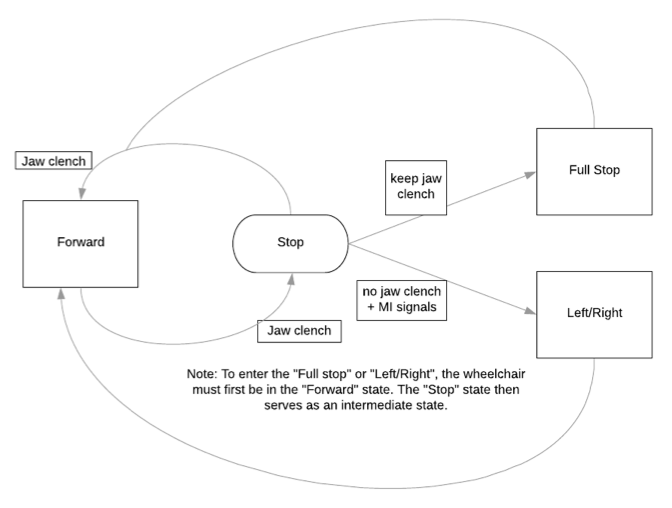 Jaw clench
Forward
Stop
keep jaw
clench
Full Stop
no jaw clench
+ MI signals
Left/Right
Jaw clench
Note: To enter the "Full stop" or "Left/Right", the wheelchair
must first be in the "Forward" state. The "Stop" state then
serves as an intermediate state.